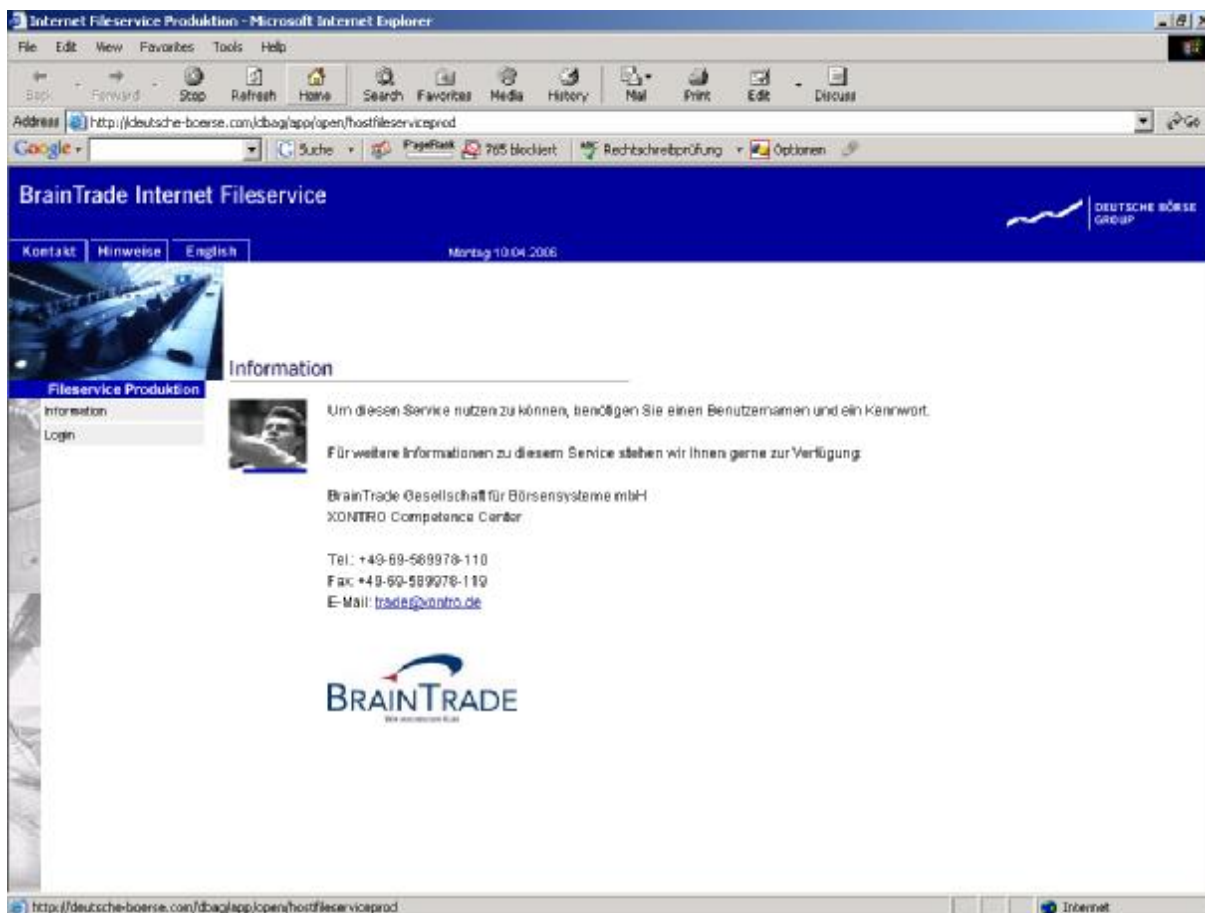 Internet Fileservice Produktion - Microsoft Internet Explorer
File Edit View Favorites Tools Help
Back Forward Stop Refresh Home Search Favorites Media History Mail Print Edit Discuss
Address http://deutsche-boerse.com/dbag/app/open/hostfileserviceprod Go
Google Suche PageRank 765 blockiert Rechtschreibprüfung Optionen
BrainTrade Internet Fileservice
DEUTSCHE BÖRSE
GROUP
Kontakt Hinweise English Montag 10.04.2006
Information
Fileservice Produktion
Information
Login
Um diesen Service nutzen zu können, benötigen Sie einen Benutzernamen und ein Kennwort.
Für weitere Informationen zu diesem Service stehen wir Ihnen gerne zur Verfügung:
BrainTrade Gesellschaft für Börsensysteme mbH
XONTRO Competence Center
Tel.: +49-69-589978-110
Fax: +49-69-589978-119
E-Mail: trade@xontro.de
BRAINTRADE
http://deutsche-boerse.com/dbag/app/open/hostfileserviceprod Internet